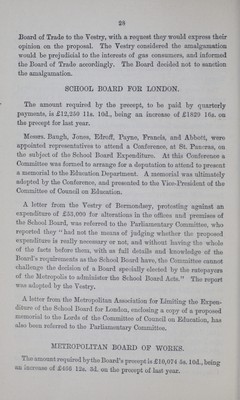 28
Board of Trade to the Vestry, with a request they would express their
opinion on the proposal. The Vestry considered the amalgamation
would be prejudicial to the interests of gas consumers, and informed
the Board of Trade accordingly. The Board decided not to sanction
the amalgamation.
SCHOOL BOARD FOR LONDON.
The amount required by the precept, to be paid by quarterly
payments, is £12,250 11s. 10d., being an increase of £1829 16s. on
the precept for last year.
Messrs. Baugh, Jones, Edroff, Payne, Francis, and Abbott, were
appointed representatives to attend a Conference, at St. Pancras, on
the subject of the School Board Expenditure. At this Conference a
Committee was formed to arrange for a deputation to attend to present
a memorial to the Education Department. A memorial was ultimately
adopted by the Conference, and presented to the Vice-President of the
Committee of Council on Education.
A letter from the Vestry of Bermondsey, protesting against an
expenditure of £35,000 for alterations in the offices and premises of
the School Board, was referred to the Parliamentary Committee, who
reported they "had not the means of judging whether the proposed
expenditure is really necessary or not, and without having the whole
of the facts before them, with as full details and knowledge of the
Board's requirements as the School Board have, the Committee cannot
challenge the decision of a Board specially elected by the ratepayers
of the Metropolis to administer the School Board Acts." The report
was adopted by the Vestry.
A letter from the Metropolitan Association for Limiting the Expen-
diture of the School Board for London, enclosing a copy of a proposed
memorial to the Lords of the Committee of Council on Education, has
also been referred to the Parliamentary Committee.
METROPOLITAN BOARD OF WORKS.
The amount required by the Board's precept is £10,074 5s. 10d., being
an increase of £486 12s. 3d. on the precept of last year.